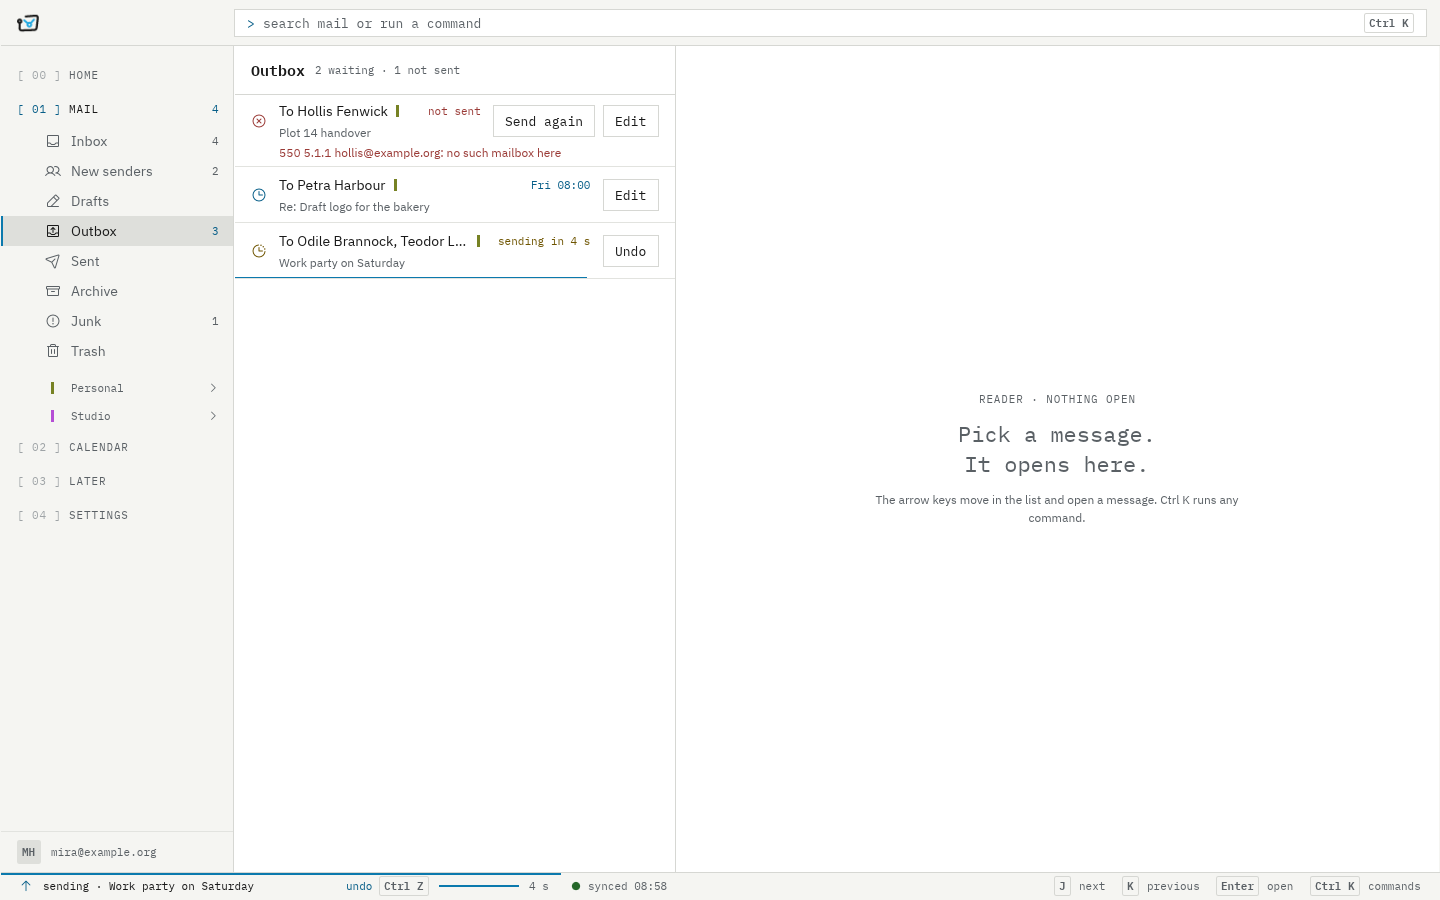 > search mail or run a command Ctrl K
[ 00 ] HOME
[ 01 ] MAIL 4
Inbox 4
New senders 2
Drafts
Outbox 3
Sent
Archive
Junk 1
Trash
Personal
Studio
[ 02 ] CALENDAR
[ 03 ] LATER
[ 04 ] SETTINGS
MH mira@example.org
Outbox 2 waiting · 1 not sent
To Hollis Fenwick not sent Send again Edit
Plot 14 handover
550 5.1.1 hollis@example.org: no such mailbox here
To Petra Harbour Fri 08:00 Edit
Re: Draft logo for the bakery
To Odile Brannock, Teodor L... sending in 4 s Undo
Work party on Saturday
READER · NOTHING OPEN
Pick a message.
It opens here.
The arrow keys move in the list and open a message. Ctrl K runs any
command.
sending · Work party on Saturday undo Ctrl Z 4 s synced 08:58 J next K previous Enter open Ctrl K commands